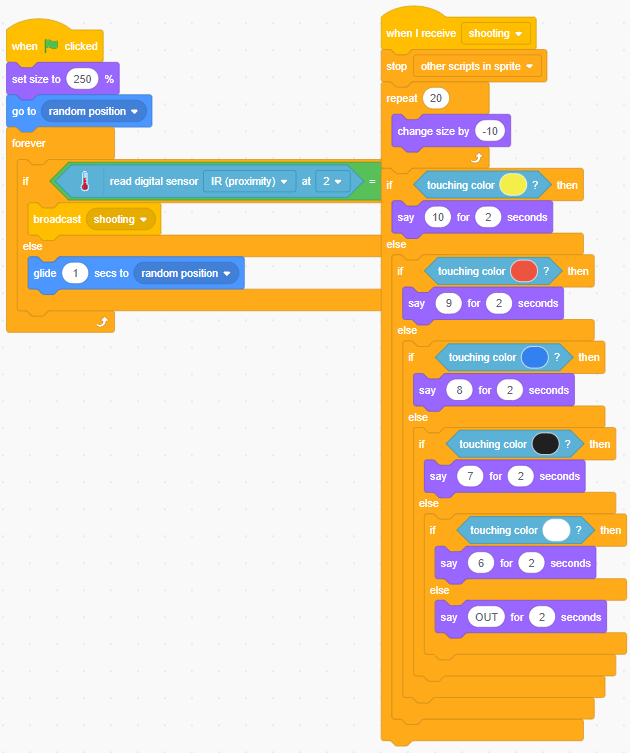 when clicked
set size to 250 %
go to random position
forever
if read digital sensor IR (proximity) at 2 =
broadcast shooting
else
glide 1 secs to random position
when I receive shooting
stop other scripts in sprite
repeat 20
change size by -10
if touching color ? then
say 10 for 2 seconds
else
if touching color ? then
say 9 for 2 seconds
else
if touching color ? then
say 8 for 2 seconds
else
if touching color ? then
say 7 for 2 seconds
else
if touching color ? then
say 6 for 2 seconds
else
say OUT for 2 seconds